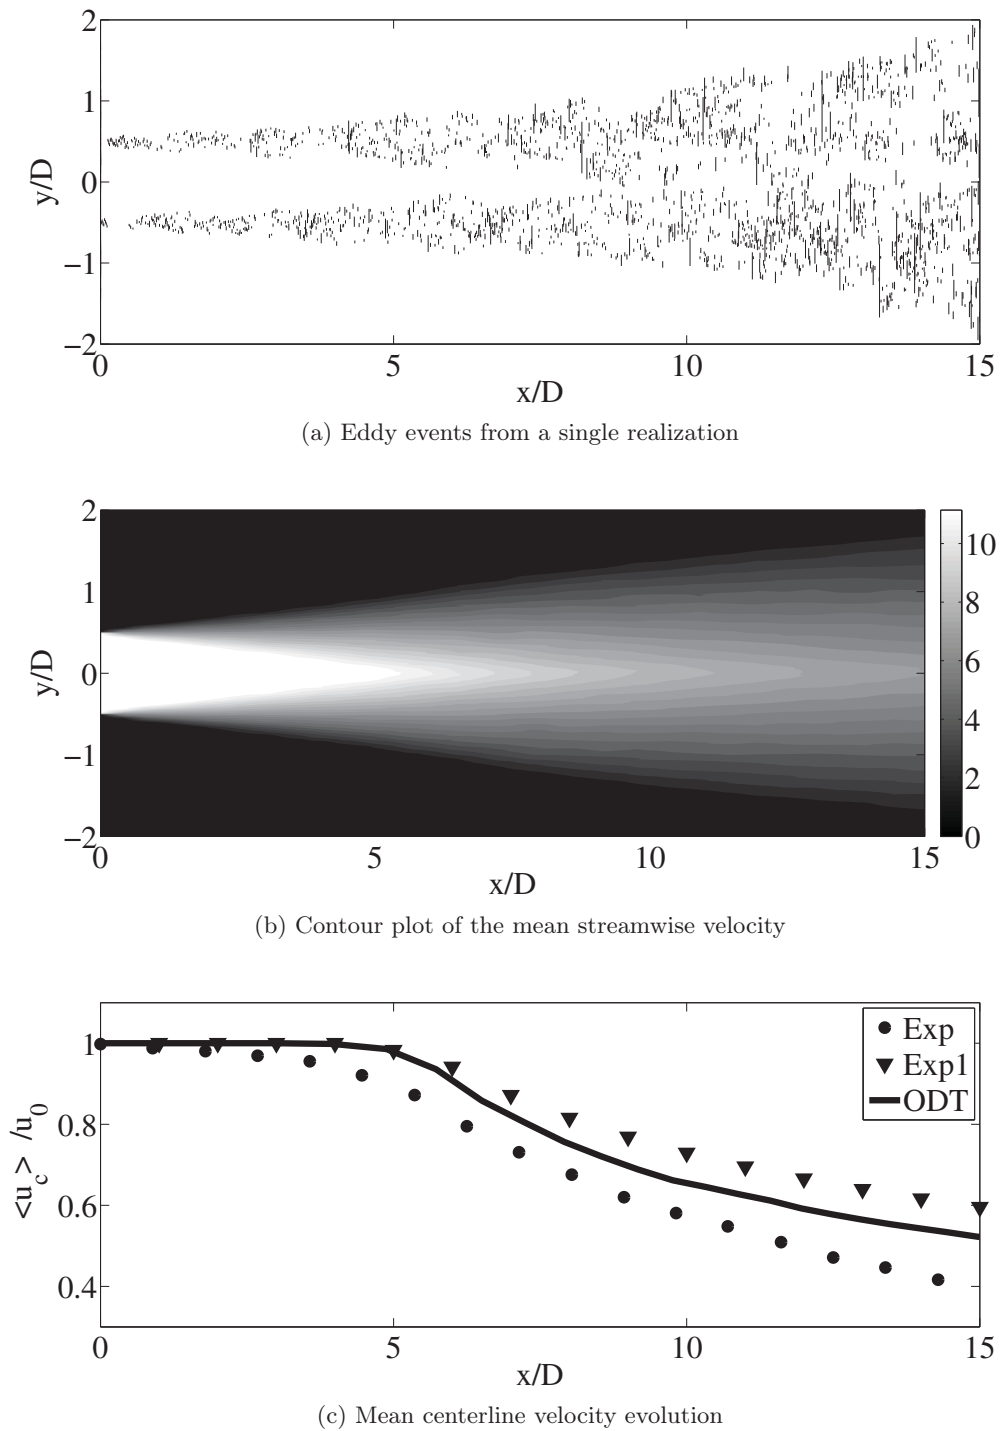 2
1
0
−1
−2
y/D
0 5 10 15
x/D
(a) Eddy events from a single realization
2
1
0
−1
−2
y/D
0 5 10 15
x/D
10
8
6
4
2
0
(b) Contour plot of the mean streamwise velocity
1
0.8
0.6
0.4
<u_c> /u_0
Exp
Exp1
ODT
0 5 10 15
x/D
(c) Mean centerline velocity evolution